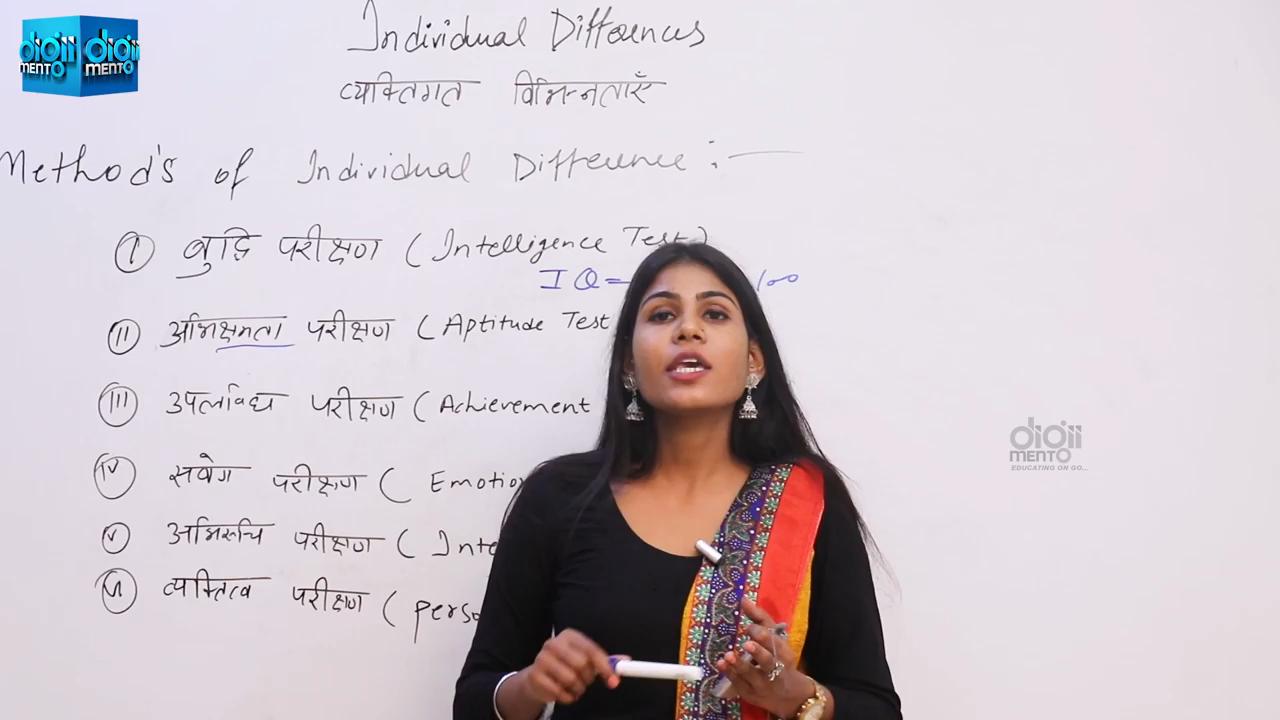 digii digii
MENTO MENTO
Individual Differences
व्यक्तिगत विभिन्नताएँ
Method's of Individual Difference :—
I बुद्धि परीक्षण (Intelligence Test)
IQ= 100
II अभिक्षमता परीक्षण (Aptitude Test
III उपलब्धि परीक्षण (Achievement
IV संवेग परीक्षण (Emotion
V अभिरूचि परीक्षण (Inte
VI व्यक्तित्व परीक्षण (perso
digii
MENTO
EDUCATING ON GO...